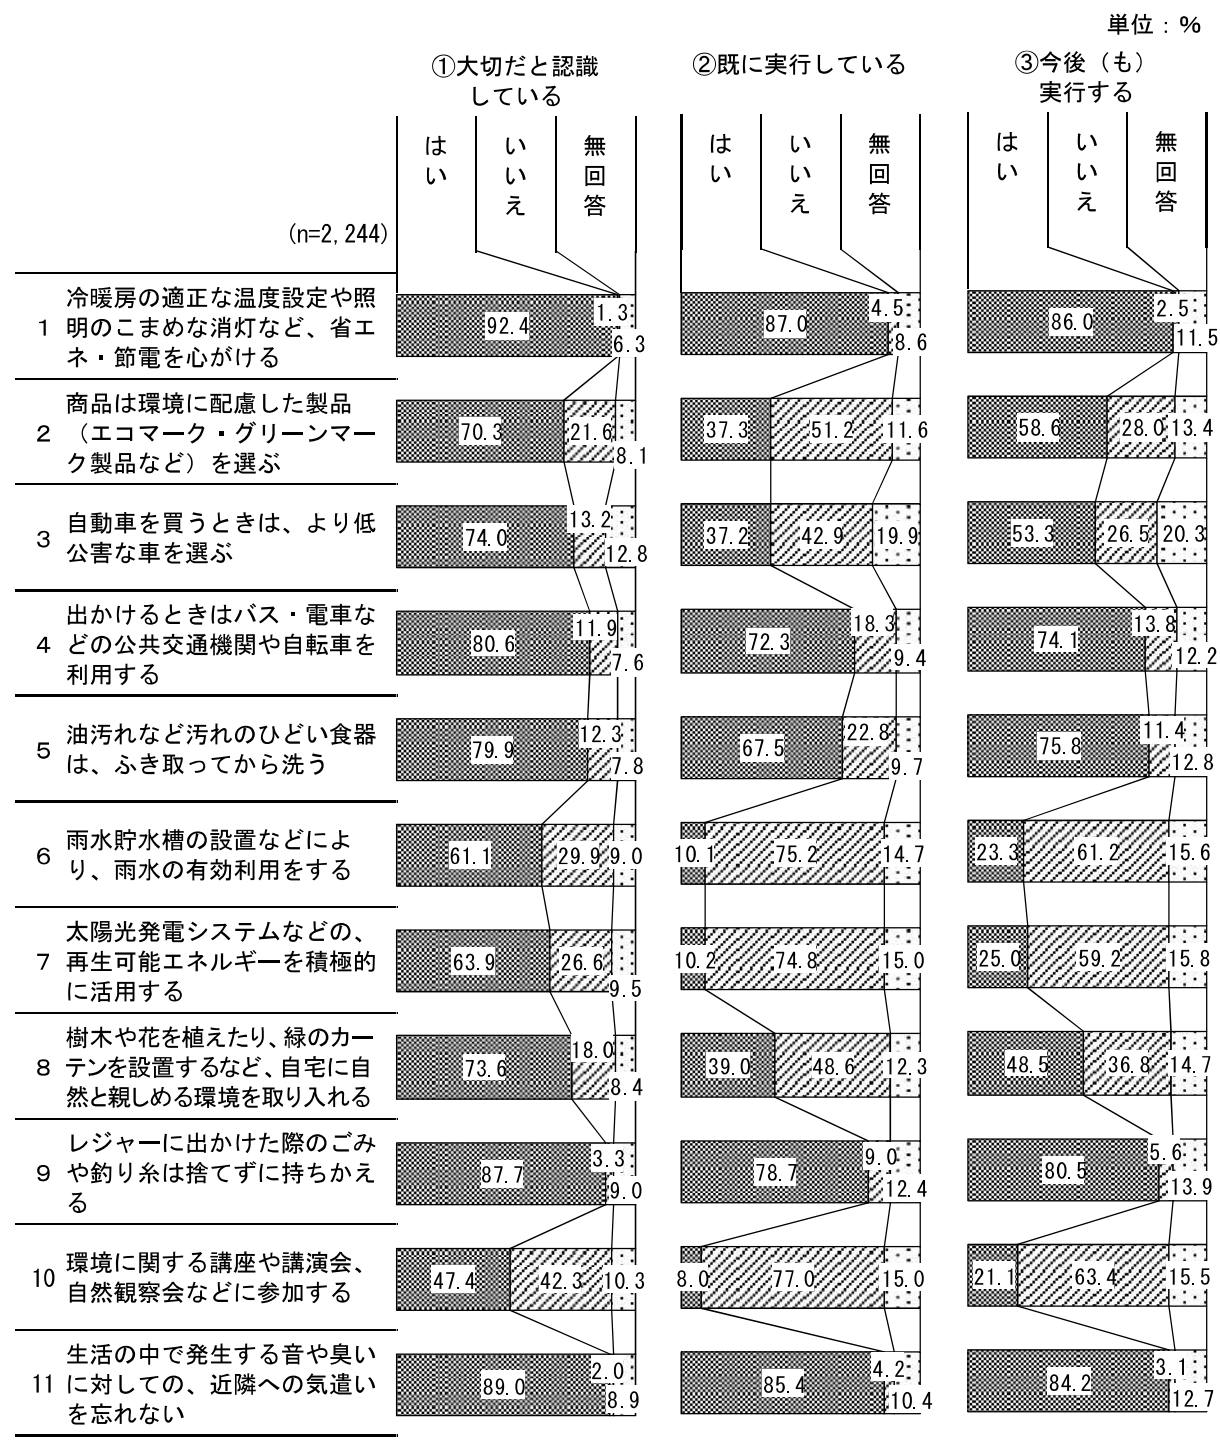 単位：％
①大切だと認識
している
②既に実行している
③今後（も）
実行する
はい
いいえ
無回答
はい
いいえ
無回答
はい
いいえ
無回答
(n=2,244)
1
冷暖房の適正な温度設定や照
明のこまめな消灯など、省エ
ネ・節電を心がける
92.4 1.3 6.3
87.0 4.5 8.6
86.0 2.5 11.5
2
商品は環境に配慮した製品
（エコマーク・グリーンマー
ク製品など）を選ぶ
70.3 21.6 8.1
37.3 51.2 11.6
58.6 28.0 13.4
3
自動車を買うときは、より低
公害な車を選ぶ
74.0 13.2 12.8
37.2 42.9 19.9
53.3 26.5 20.3
4
出かけるときはバス・電車な
どの公共交通機関や自転車を
利用する
80.6 11.9 7.6
72.3 18.3 9.4
74.1 13.8 12.2
5
油汚れなど汚れのひどい食器
は、ふき取ってから洗う
79.9 12.3 7.8
67.5 22.8 9.7
75.8 11.4 12.8
6
雨水貯水槽の設置などによ
り、雨水の有効利用をする
61.1 29.9 9.0
10.1 75.2 14.7
23.3 61.2 15.6
7
太陽光発電システムなどの、
再生可能エネルギーを積極的
に活用する
63.9 26.6 9.5
10.2 74.8 15.0
25.0 59.2 15.8
8
樹木や花を植えたり、緑のカー
テンを設置するなど、自宅に自
然と親しめる環境を取り入れる
73.6 18.0 8.4
39.0 48.6 12.3
48.5 36.8 14.7
9
レジャーに出かけた際のごみ
や釣り糸は捨てずに持ちかえ
る
87.7 3.3 9.0
78.7 9.0 12.4
80.5 5.6 13.9
10
環境に関する講座や講演会、
自然観察会などに参加する
47.4 42.3 10.3
8.0 77.0 15.0
21.1 63.4 15.5
11
生活の中で発生する音や臭い
に対しての、近隣への気遣い
を忘れない
89.0 2.0 8.9
85.4 4.2 10.4
84.2 3.1 12.7